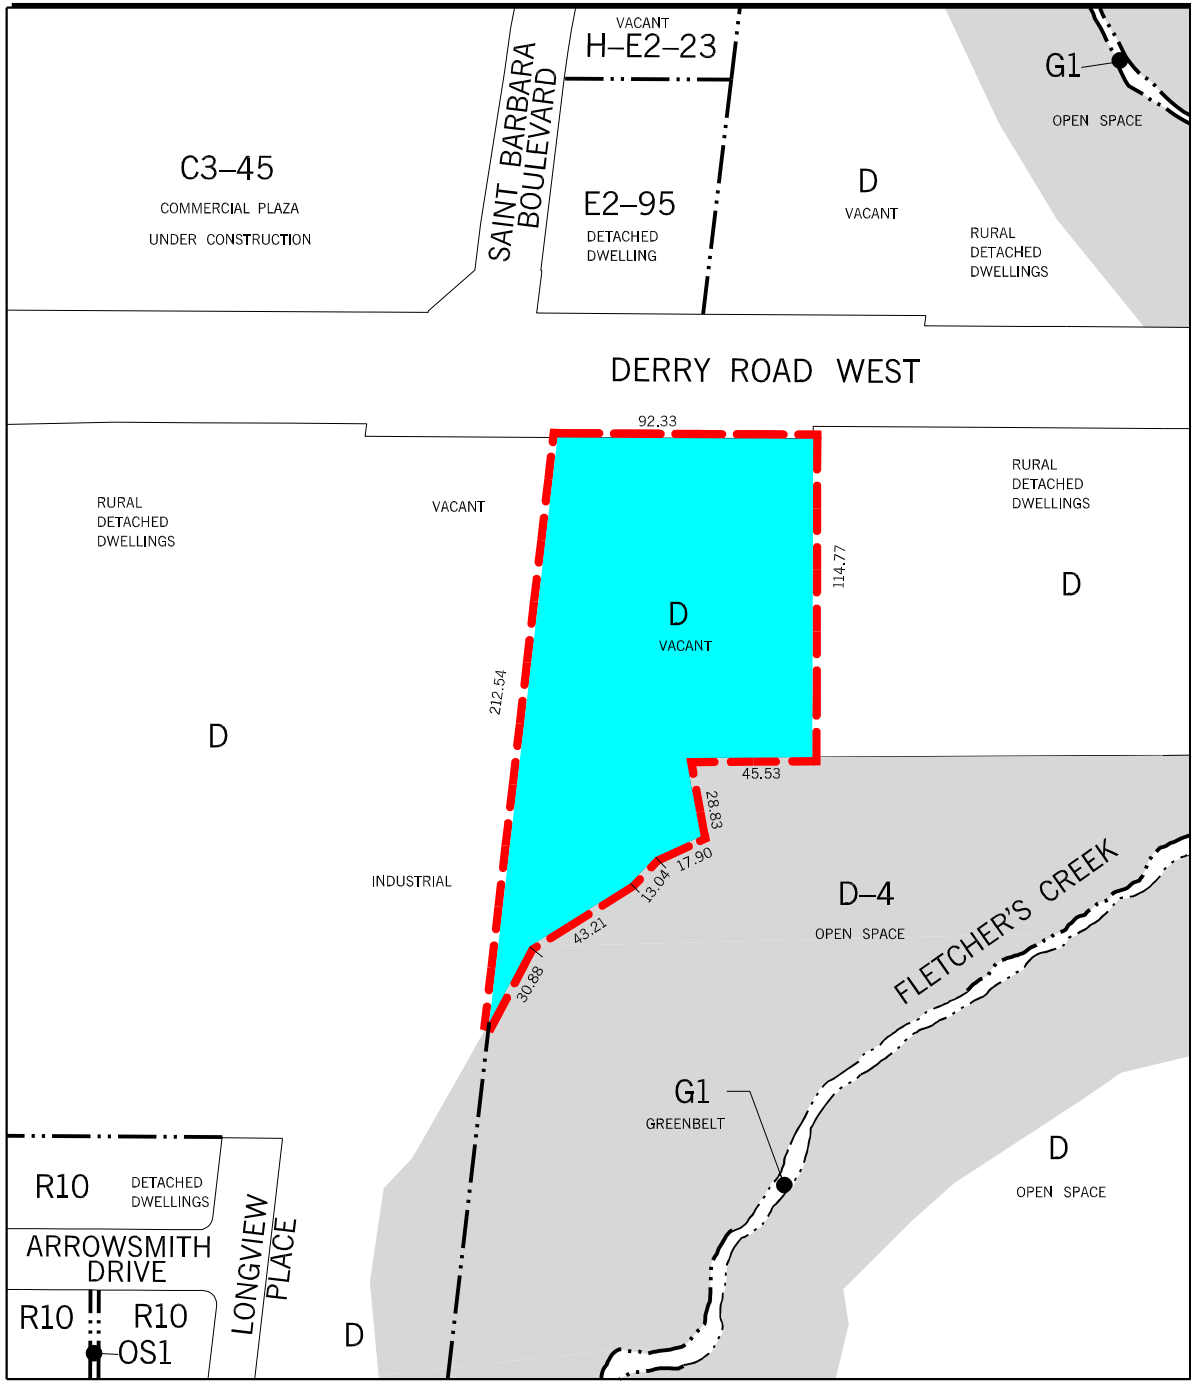 VACANT
H–E2–23
G1
OPEN SPACE
SAINT BARBARA
BOULEVARD
C3–45
COMMERCIAL PLAZA
UNDER CONSTRUCTION
E2–95
DETACHED
DWELLING
D
VACANT
RURAL
DETACHED
DWELLINGS
DERRY ROAD WEST
92.33
RURAL
DETACHED
DWELLINGS
VACANT
RURAL
DETACHED
DWELLINGS
114.77
D
D
VACANT
212.54
D
45.53
28.83
17.90
13.04
43.21
30.88
INDUSTRIAL
D–4
OPEN SPACE
FLETCHER'S CREEK
G1
GREENBELT
D
OPEN SPACE
R10
DETACHED
DWELLINGS
ARROWSMITH
DRIVE
LONGVIEW
PLACE
R10
R10
OS1
D